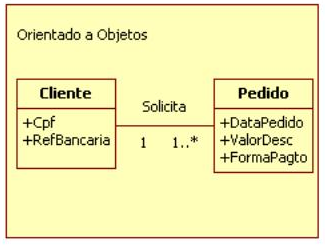 Orientado a Objetos
Cliente
+Cpf
+RefBancaria
Solicita
1 1..*
Pedido
+DataPedido
+ValorDesc
+FormaPagto